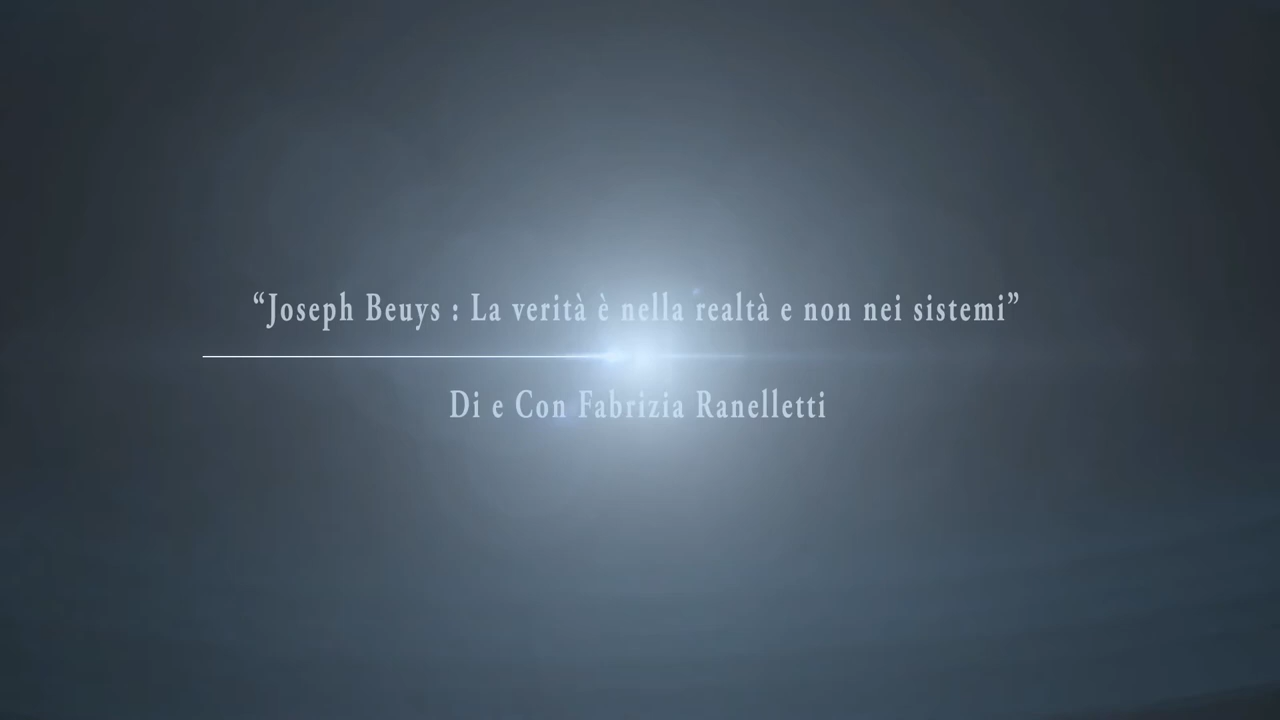 “Joseph Beuys : La verità è nella realtà e non nei sistemi”
Di e Con Fabrizia Ranelletti